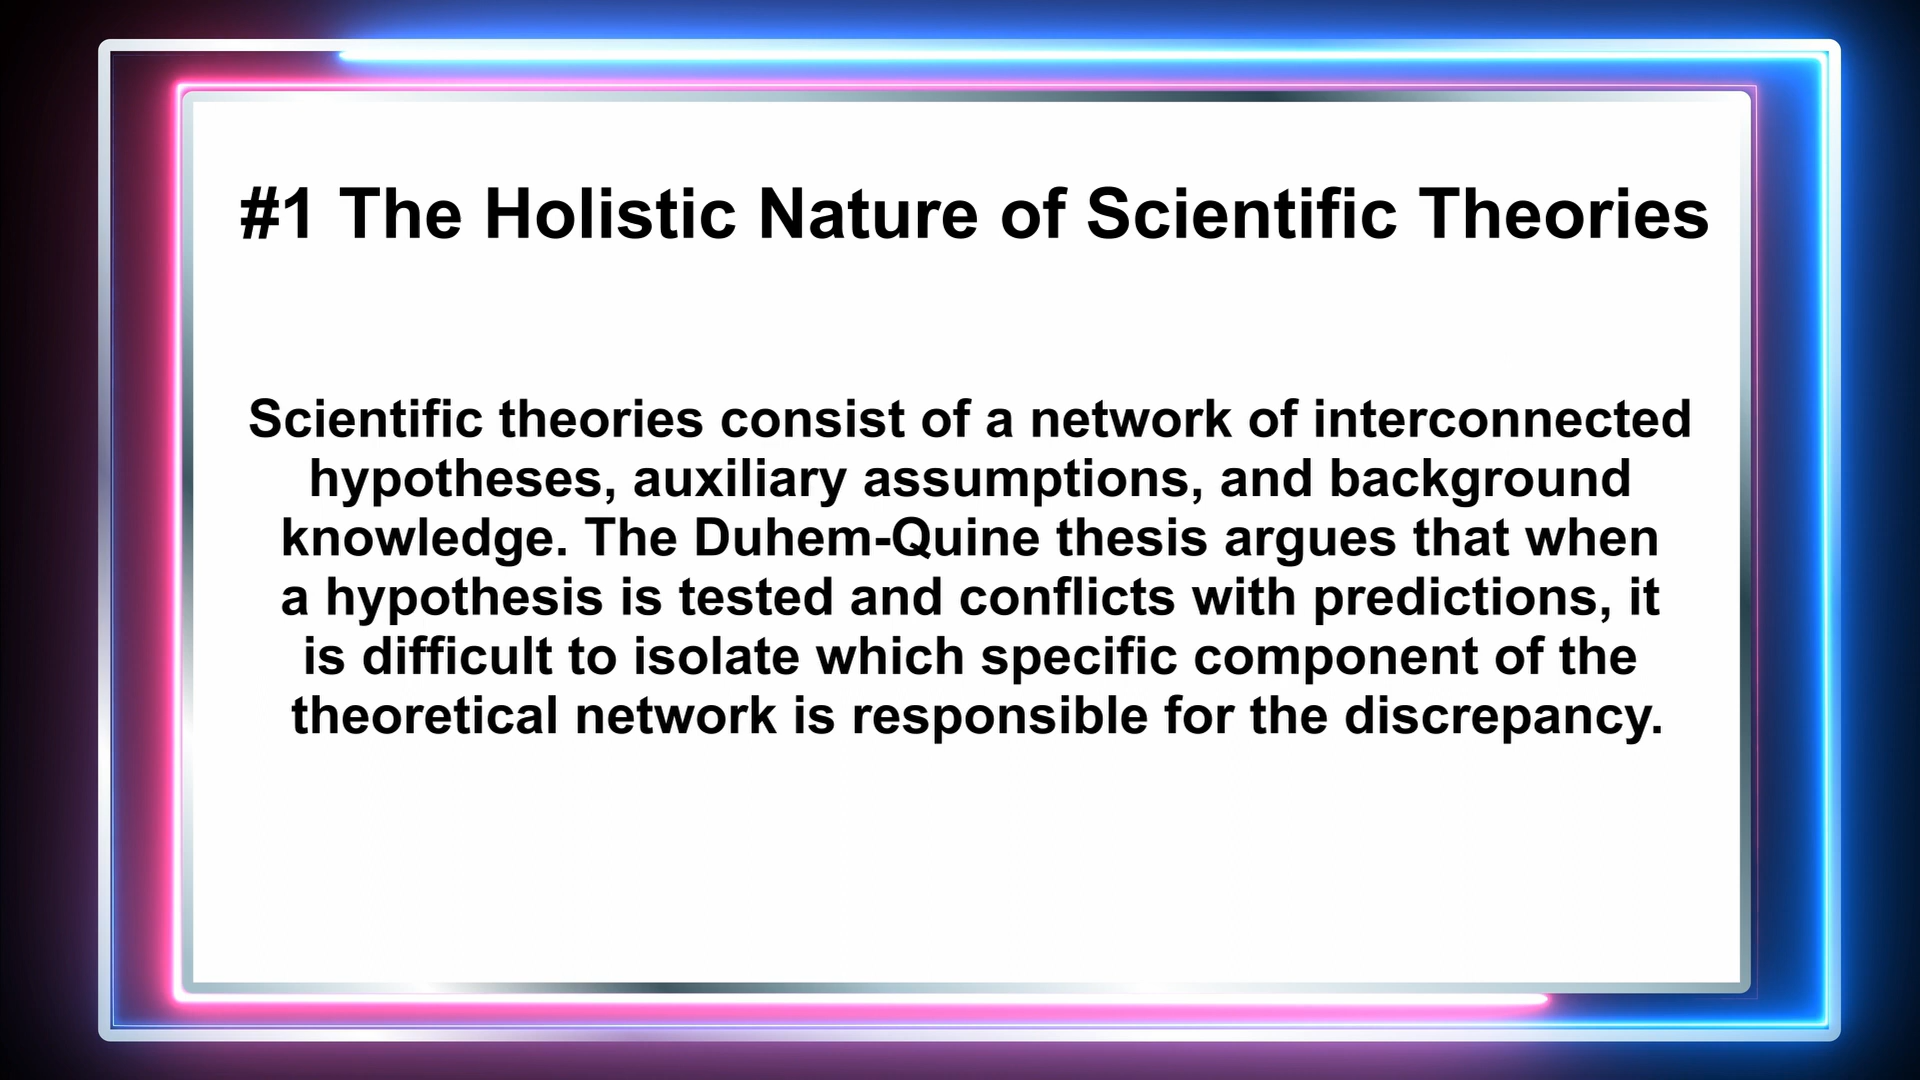 #1 The Holistic Nature of Scientific Theories
Scientific theories consist of a network of interconnected
hypotheses, auxiliary assumptions, and background
knowledge. The Duhem-Quine thesis argues that when
a hypothesis is tested and conflicts with predictions, it
is difficult to isolate which specific component of the
theoretical network is responsible for the discrepancy.